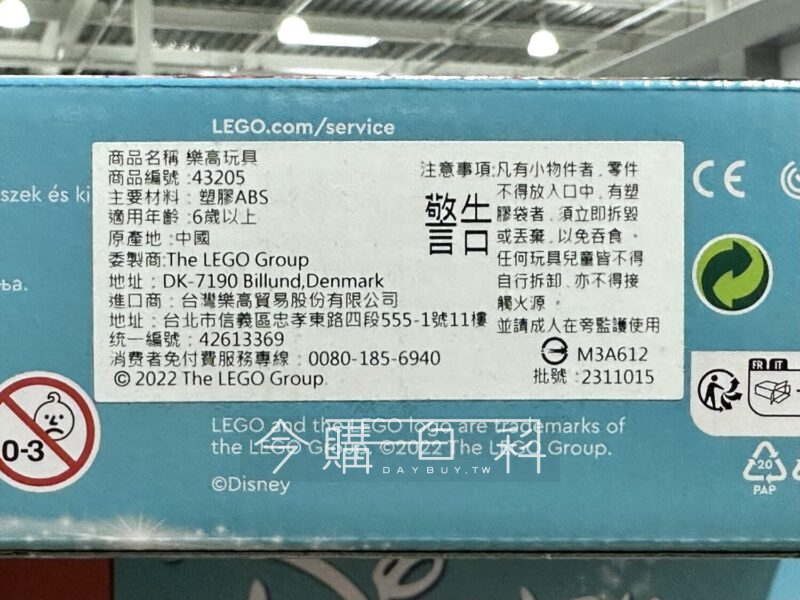 LEGO.com/service
商品名稱 樂高玩具
商品編號:43205
主要材料:塑膠ABS
適用年齡:6歲以上
原產地:中國
委製商:The LEGO Group
地址:DK-7190 Billund,Denmark
進口商:台灣樂高貿易股份有限公司
地址:台北市信義區忠孝東路四段555-1號11樓
統一編號:42613369
消費者免付費服務專線:0080-185-6940
© 2022 The LEGO Group.
警告
注意事項:凡有小物件者,零件
不得放入口中,有塑
膠袋者,須立即拆毀
或丟棄,以免吞食。
任何玩具兒童皆不得
自行拆卸,亦不得接
觸火源。
並請成人在旁監護使用
M3A612
批號:2311015
szek és ki
ьа.
CE
0-3
FR IT
20
PAP
LEGO and the LEGO logo are trademarks of
the LEGO Group. ©2022 The LEGO Group.
©Disney
今購百科
DAYBUY.TW